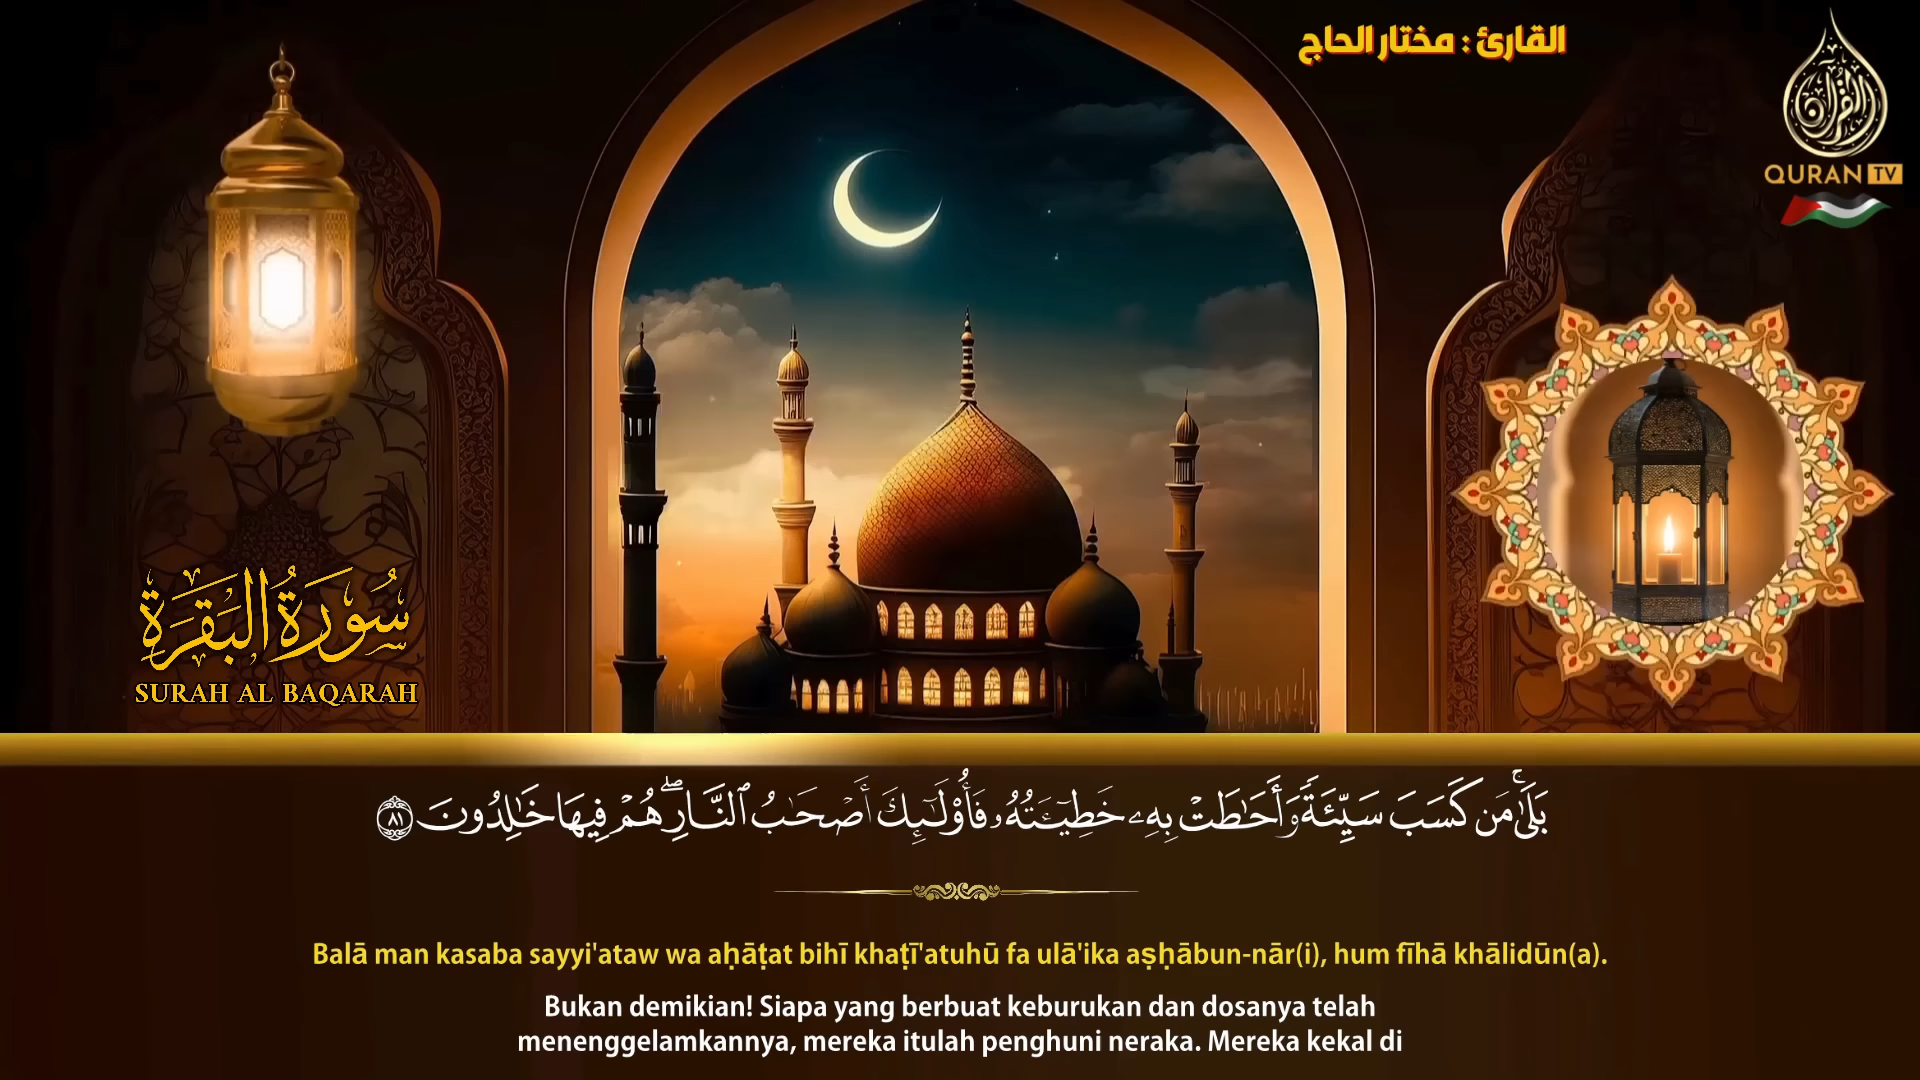 القارئ : مختار الحاج
القرآن
QURAN TV
سُورَةُ البَقَرَةِ
SURAH AL BAQARAH
بَلَىٰ مَن كَسَبَ سَيِّئَةً وَأَحَـٰطَتْ بِهِۦ خَطِيٓـَٔتُهُۥ فَأُو۟لَـٰٓئِكَ أَصْحَـٰبُ ٱلنَّارِ ۖ هُمْ فِيهَا خَـٰلِدُونَ ٨١
Balā man kasaba sayyi'ataw wa aḥāṭat bihī khaṭī'atuhū fa ulā'ika aṣḥābun-nār(i), hum fīhā khālidūn(a).
Bukan demikian! Siapa yang berbuat keburukan dan dosanya telah
menenggelamkannya, mereka itulah penghuni neraka. Mereka kekal di